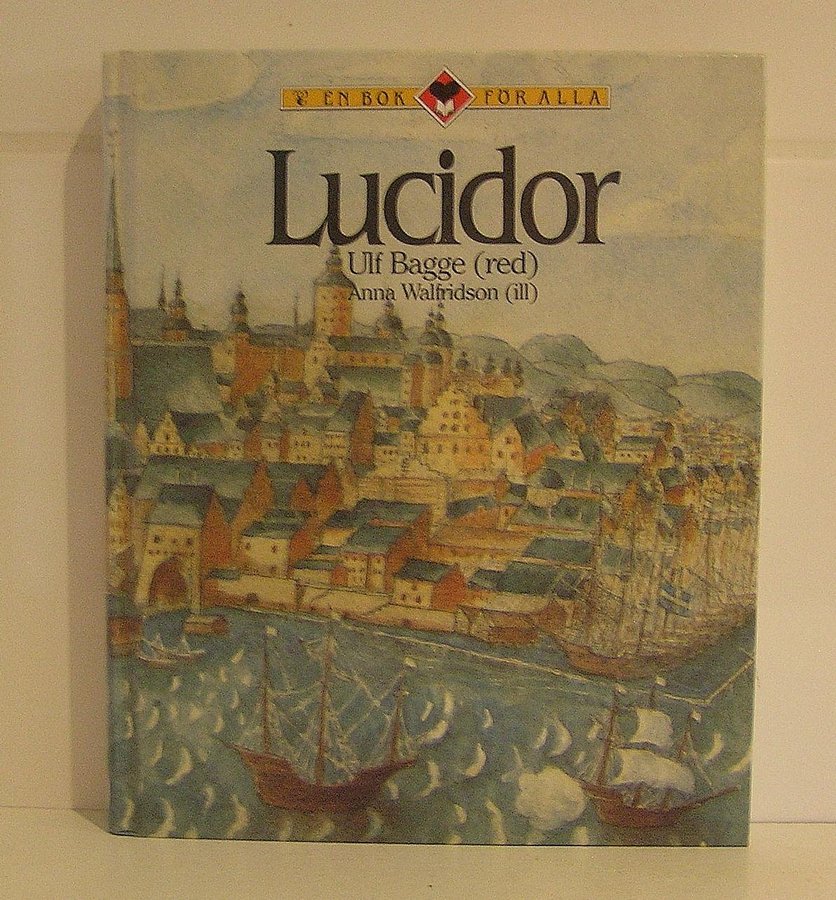 EN BOK FÖR ALLA
Lucidor
Ulf Bagge (red)
Anna Walfridson (ill)